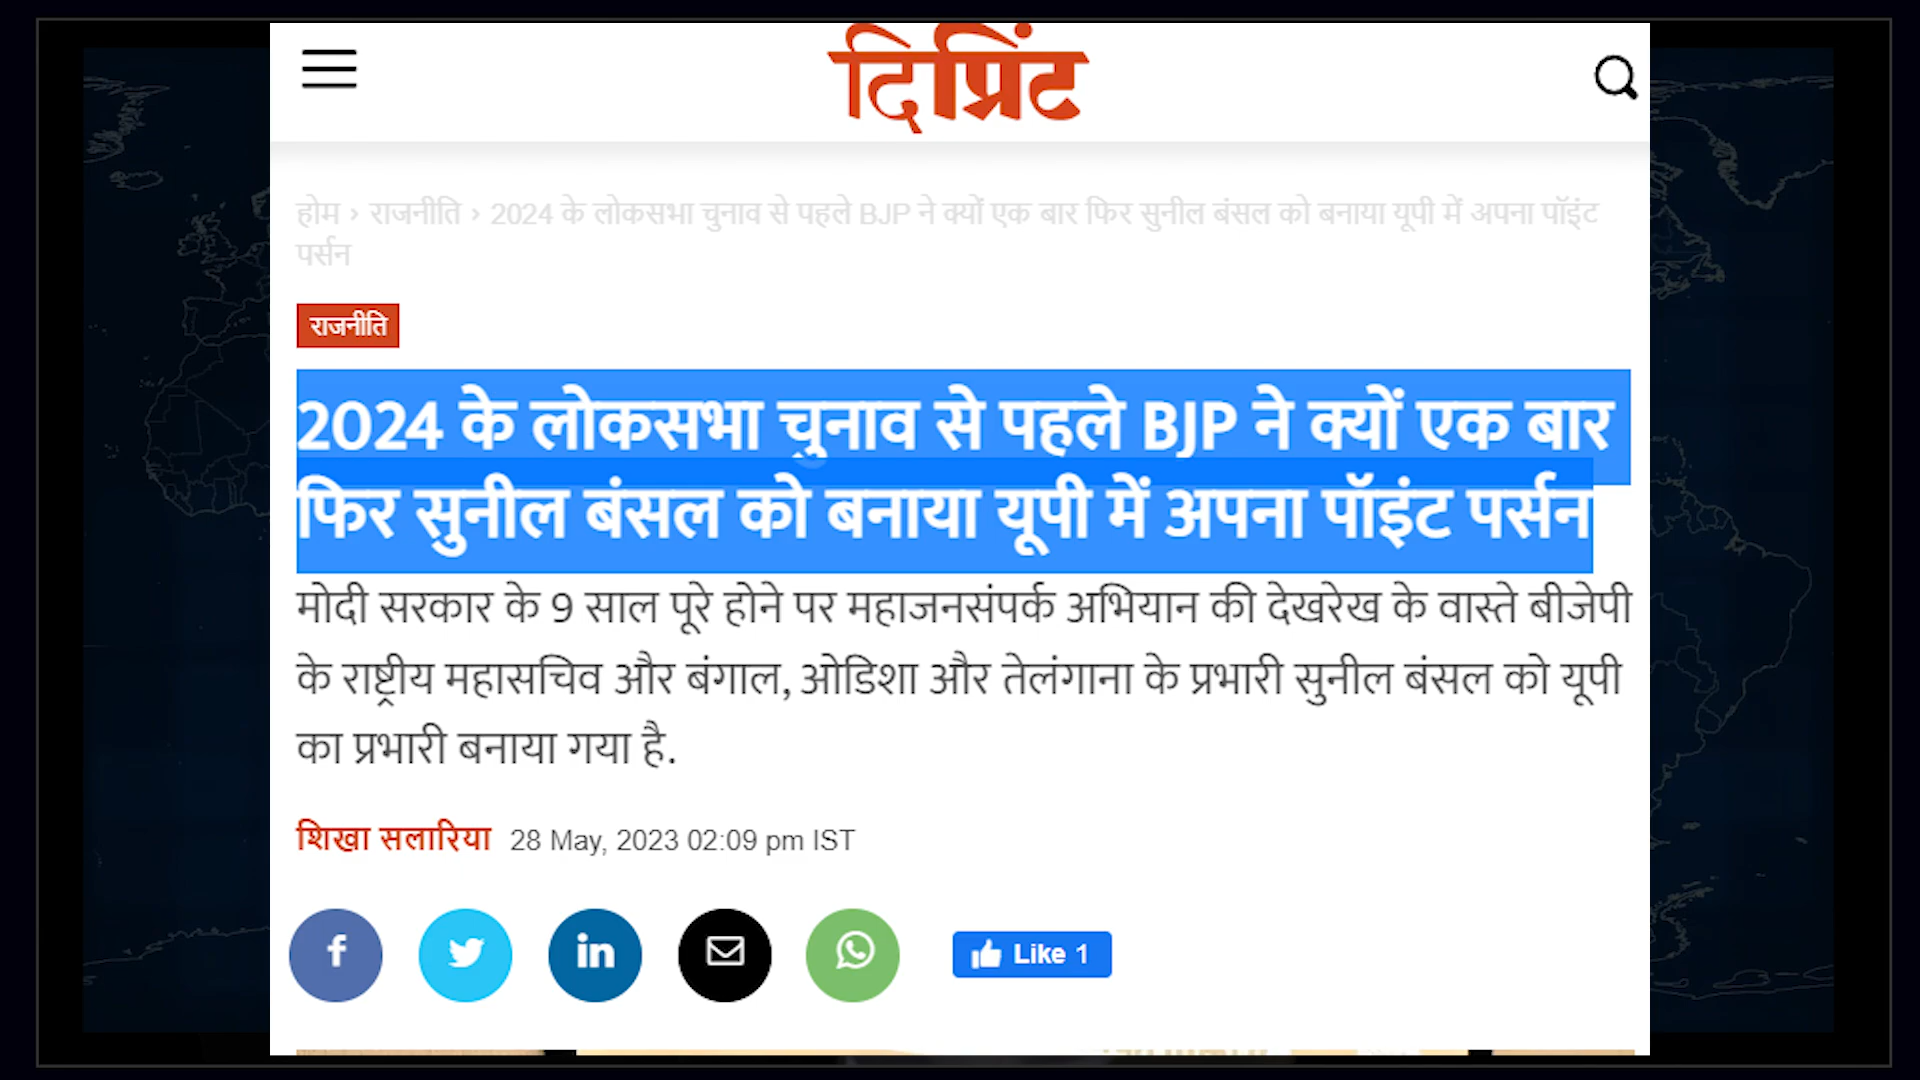 दिप्रिंट
होम › राजनीति › 2024 के लोकसभा चुनाव से पहले BJP ने क्यों एक बार फिर सुनील बंसल को बनाया यूपी में अपना पॉइंट
पर्सन
राजनीति
2024 के लोकसभा चुनाव से पहले BJP ने क्यों एक बार
फिर सुनील बंसल को बनाया यूपी में अपना पॉइंट पर्सन
मोदी सरकार के 9 साल पूरे होने पर महाजनसंपर्क अभियान की देखरेख के वास्ते बीजेपी
के राष्ट्रीय महासचिव और बंगाल, ओडिशा और तेलंगाना के प्रभारी सुनील बंसल को यूपी
का प्रभारी बनाया गया है.
शिखा सलारिया 28 May, 2023 02:09 pm IST
Like 1